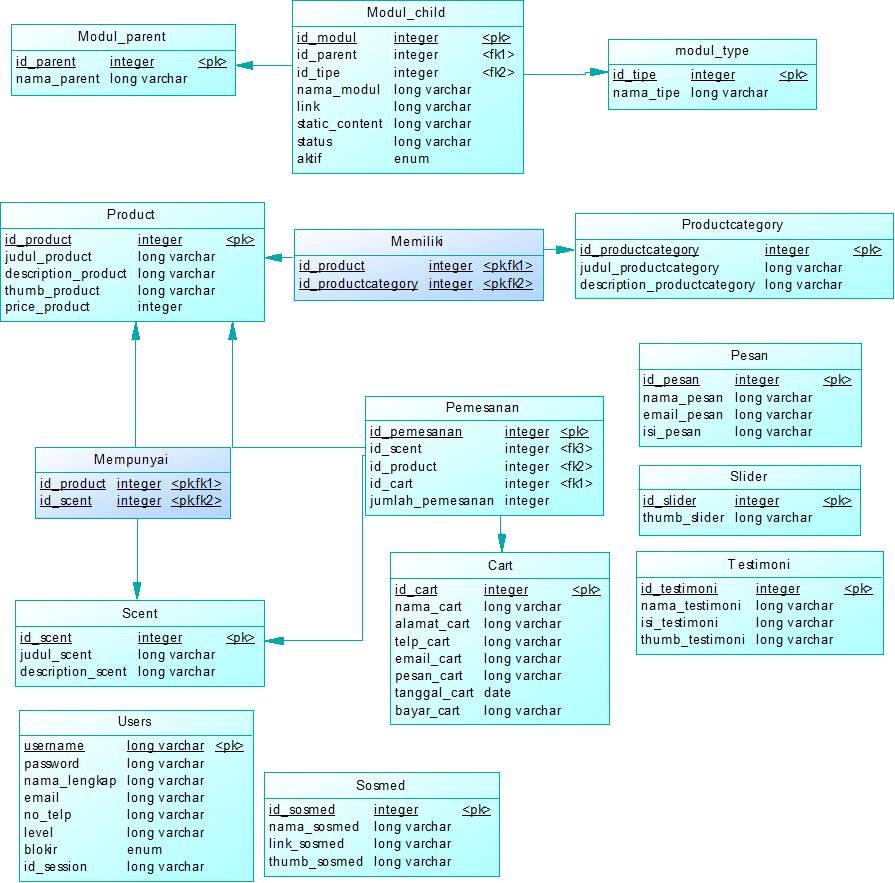 Modul_parent
id_parent integer <pk>
nama_parent long varchar
Modul_child
id_modul integer <pk>
id_parent integer <fk1>
id_tipe integer <fk2>
nama_modul long varchar
link long varchar
static_content long varchar
status long varchar
aktif enum
modul_type
id_tipe integer <pk>
nama_tipe long varchar
Product
id_product integer <pk>
judul_product long varchar
description_product long varchar
thumb_product long varchar
price_product integer
Memiliki
id_product integer <pk,fk1>
id_productcategory integer <pk,fk2>
Productcategory
id_productcategory integer <pk>
judul_productcategory long varchar
description_productcategory long varchar
Pesan
id_pesan integer <pk>
nama_pesan long varchar
email_pesan long varchar
isi_pesan long varchar
Pemesanan
id_pemesanan integer <pk>
id_scent integer <fk3>
id_product integer <fk2>
id_cart integer <fk1>
jumlah_pemesanan integer
Mempunyai
id_product integer <pk,fk1>
id_scent integer <pk,fk2>
Slider
id_slider integer <pk>
thumb_slider long varchar
Cart
id_cart integer <pk>
nama_cart long varchar
alamat_cart long varchar
telp_cart long varchar
email_cart long varchar
pesan_cart long varchar
tanggal_cart date
bayar_cart long varchar
Testimoni
id_testimoni integer <pk>
nama_testimoni long varchar
isi_testimoni long varchar
thumb_testimoni long varchar
Scent
id_scent integer <pk>
judul_scent long varchar
description_scent long varchar
Users
username long varchar <pk>
password long varchar
nama_lengkap long varchar
email long varchar
no_telp long varchar
level long varchar
blokir enum
id_session long varchar
Sosmed
id_sosmed integer <pk>
nama_sosmed long varchar
link_sosmed long varchar
thumb_sosmed long varchar